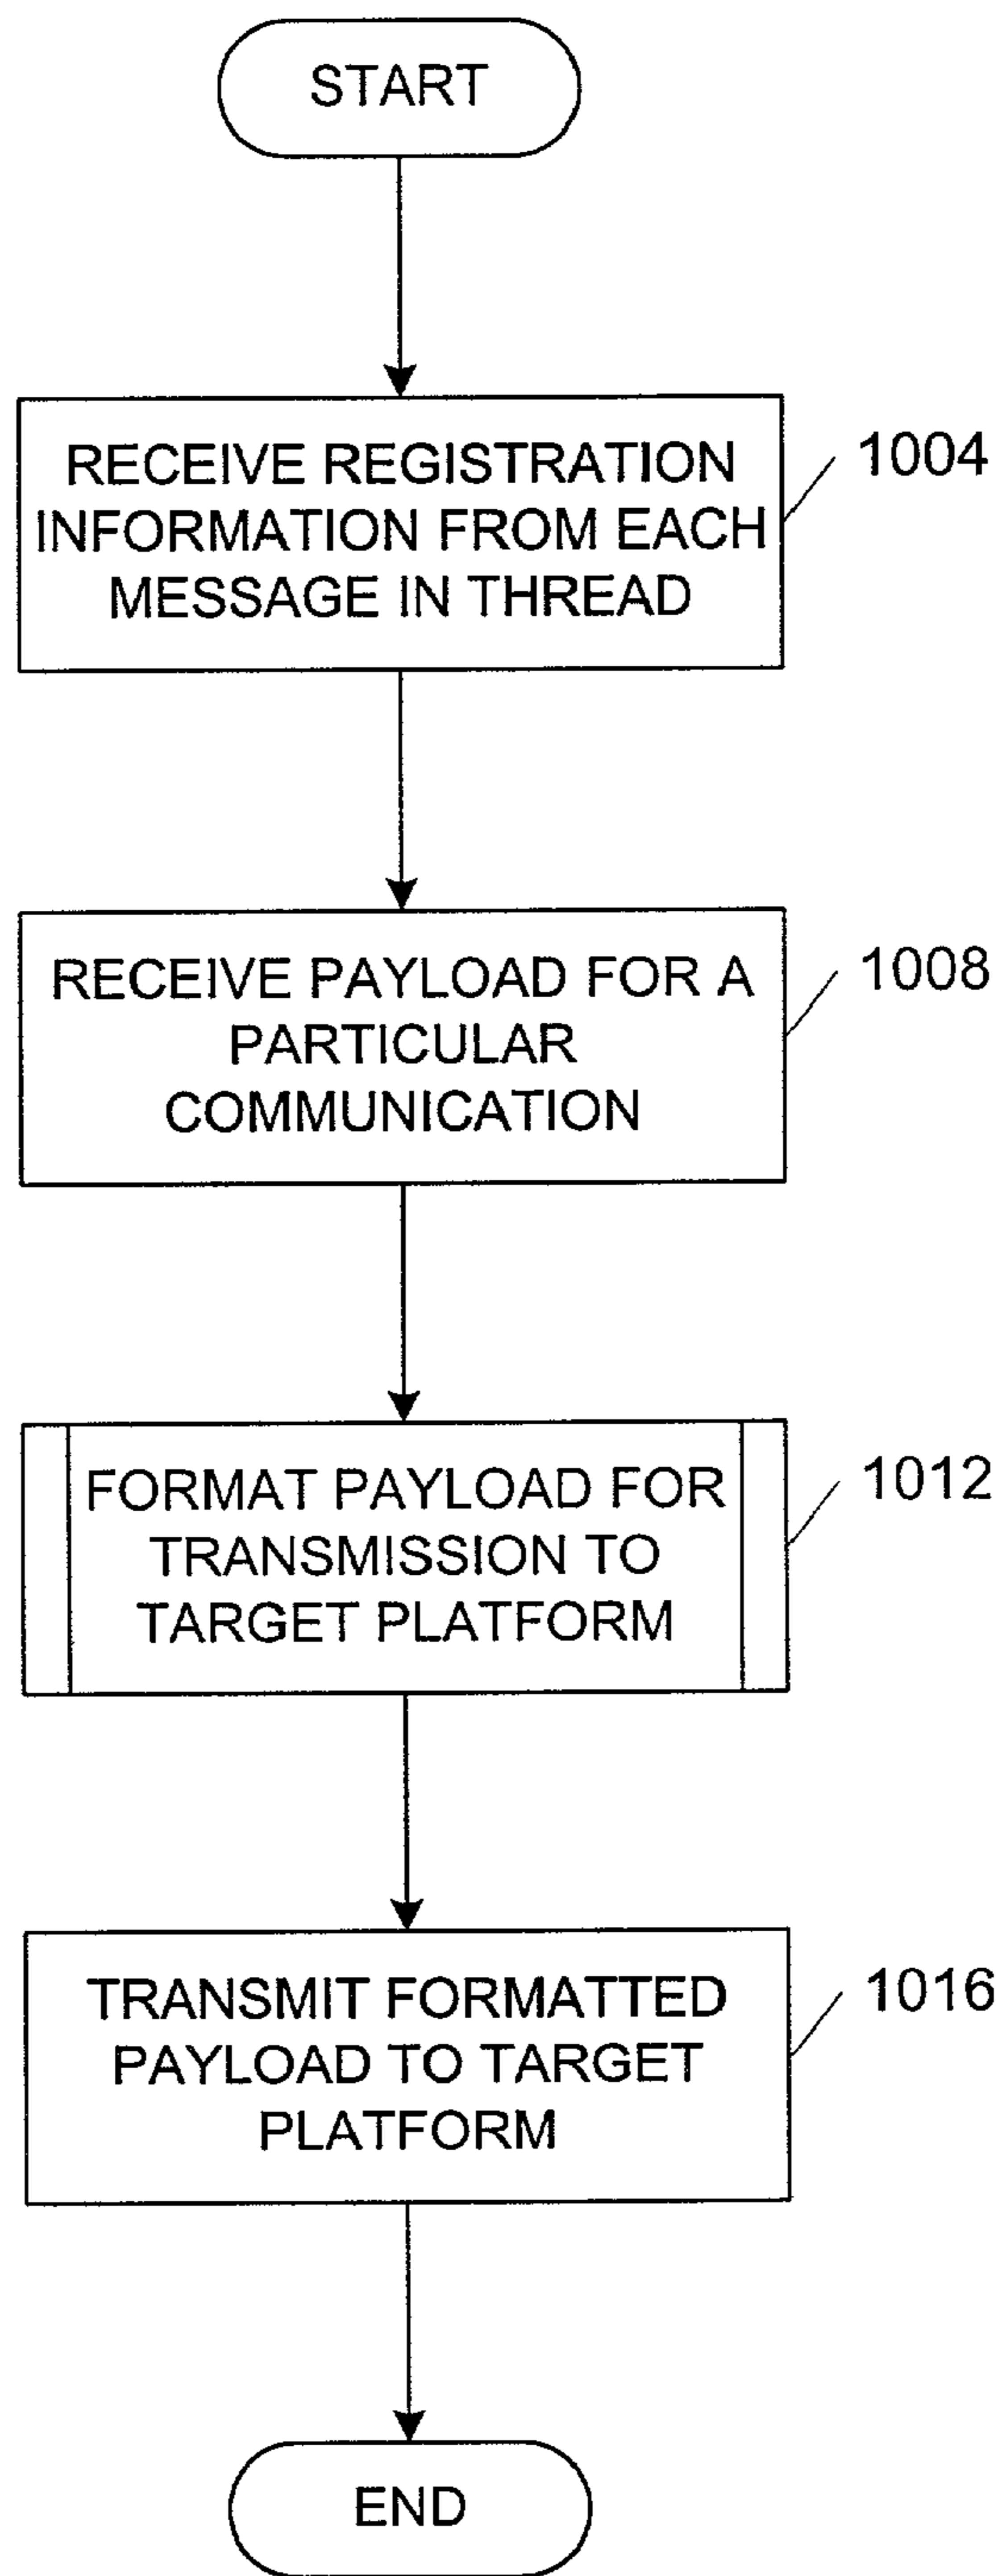 START
RECEIVE REGISTRATION
INFORMATION FROM EACH
MESSAGE IN THREAD
1004
RECEIVE PAYLOAD FOR A
PARTICULAR
COMMUNICATION
1008
FORMAT PAYLOAD FOR
TRANSMISSION TO
TARGET PLATFORM
1012
TRANSMIT FORMATTED
PAYLOAD TO TARGET
PLATFORM
1016
END